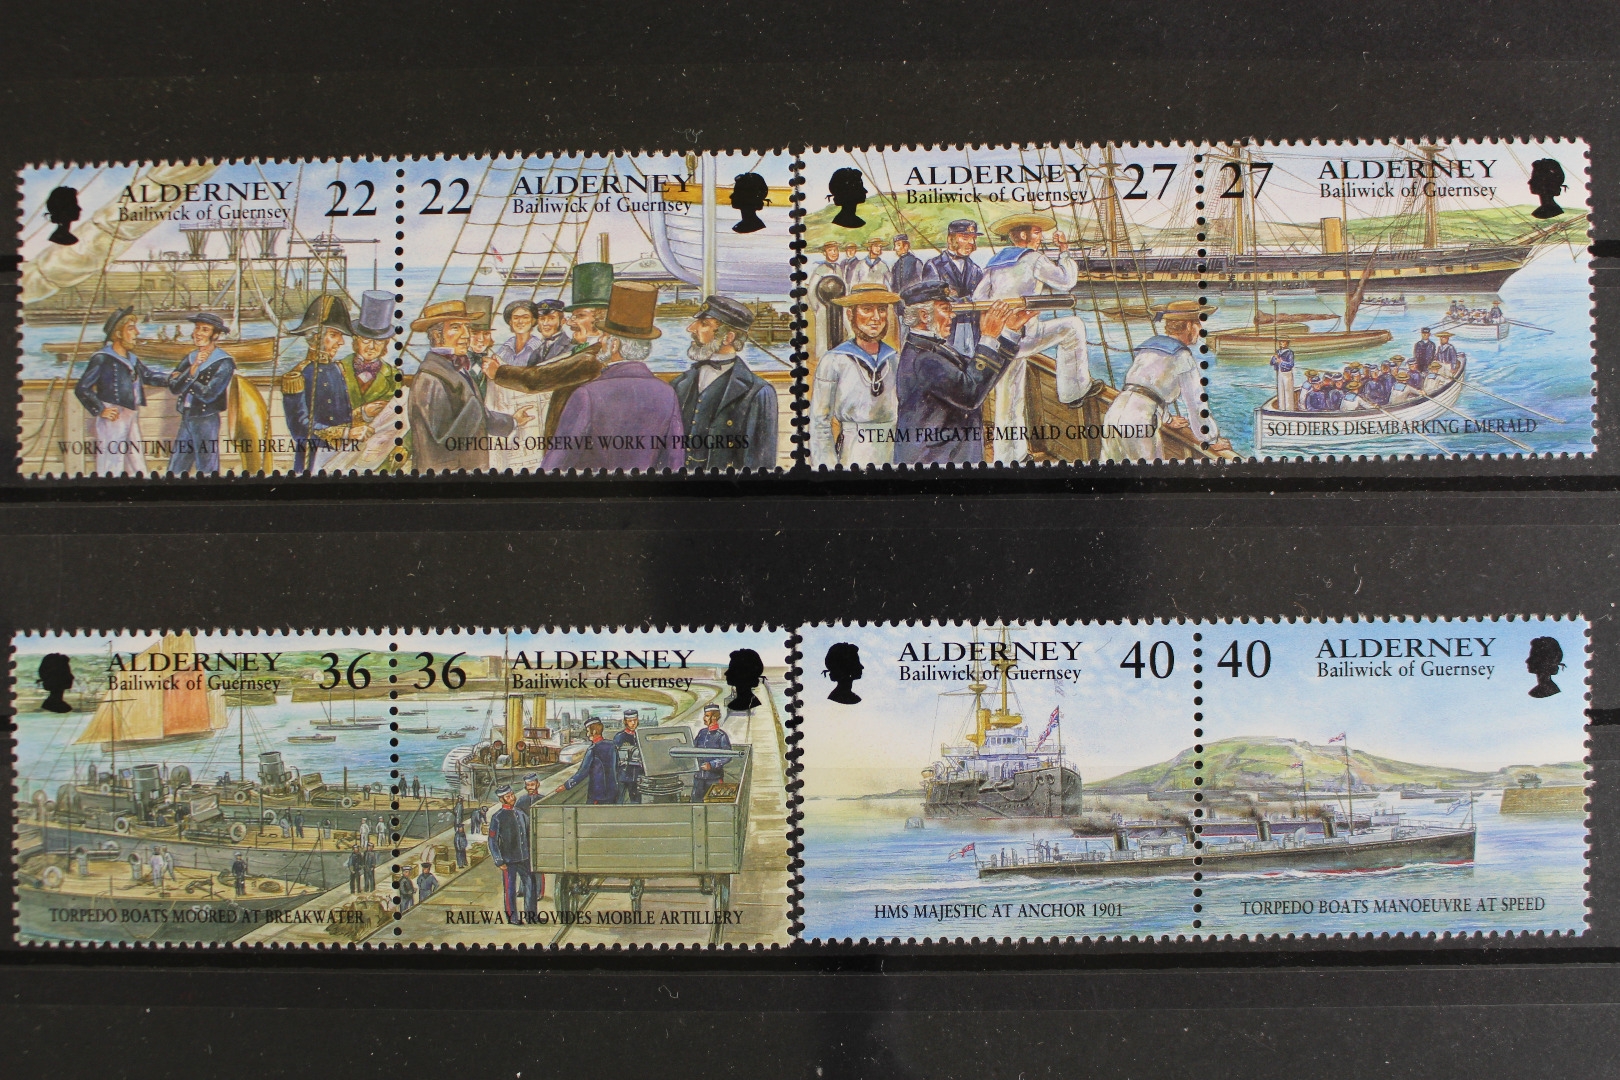 ALDERNEY
Bailiwick of Guernsey
22
WORK CONTINUES AT THE BREAKWATER
22
ALDERNEY
Bailiwick of Guernsey
OFFICIALS OBSERVE WORK IN PROGRESS
ALDERNEY
Bailiwick of Guernsey
27
STEAM FRIGATE EMERALD GROUNDED
27
ALDERNEY
Bailiwick of Guernsey
SOLDIERS DISEMBARKING EMERALD
ALDERNEY
Bailiwick of Guernsey
36
TORPEDO BOATS MOORED AT BREAKWATER
36
ALDERNEY
Bailiwick of Guernsey
RAILWAY PROVIDES MOBILE ARTILLERY
ALDERNEY
Bailiwick of Guernsey
40
HMS MAJESTIC AT ANCHOR 1901
40
ALDERNEY
Bailiwick of Guernsey
TORPEDO BOATS MANOEUVRE AT SPEED